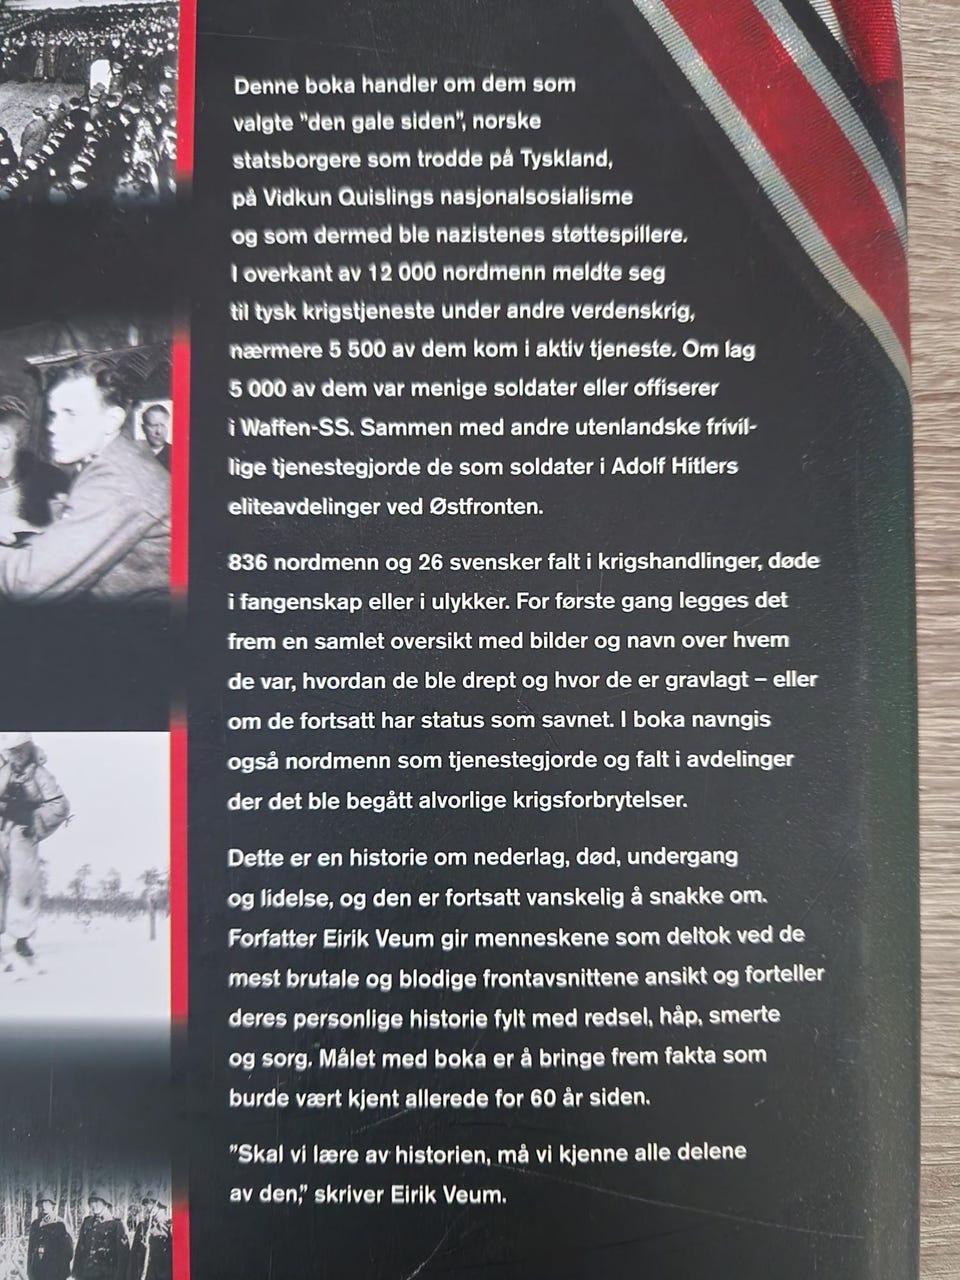 Denne boka handler om dem som
valgte "den gale siden", norske
statsborgere som trodde på Tyskland,
på Vidkun Quislings nasjonalsosialisme
og som dermed ble nazistenes støttespillere.
I overkant av 12 000 nordmenn meldte seg
til tysk krigstjeneste under andre verdenskrig,
nærmere 5 500 av dem kom i aktiv tjeneste. Om lag
5 000 av dem var menige soldater eller offiserer
i Waffen-SS. Sammen med andre utenlandske frivil-
lige tjenestegjorde de som soldater i Adolf Hitlers
eliteavdelinger ved Østfronten.
836 nordmenn og 26 svensker falt i krigshandlinger, døde
i fangenskap eller i ulykker. For første gang legges det
frem en samlet oversikt med bilder og navn over hvem
de var, hvordan de ble drept og hvor de er gravlagt – eller
om de fortsatt har status som savnet. I boka navngis
også nordmenn som tjenestegjorde og falt i avdelinger
der det ble begått alvorlige krigsforbrytelser.
Dette er en historie om nederlag, død, undergang
og lidelse, og den er fortsatt vanskelig å snakke om.
Forfatter Eirik Veum gir menneskene som deltok ved de
mest brutale og blodige frontavsnittene ansikt og forteller
deres personlige historie fylt med redsel, håp, smerte
og sorg. Målet med boka er å bringe frem fakta som
burde vært kjent allerede for 60 år siden.
"Skal vi lære av historien, må vi kjenne alle delene
av den," skriver Eirik Veum.